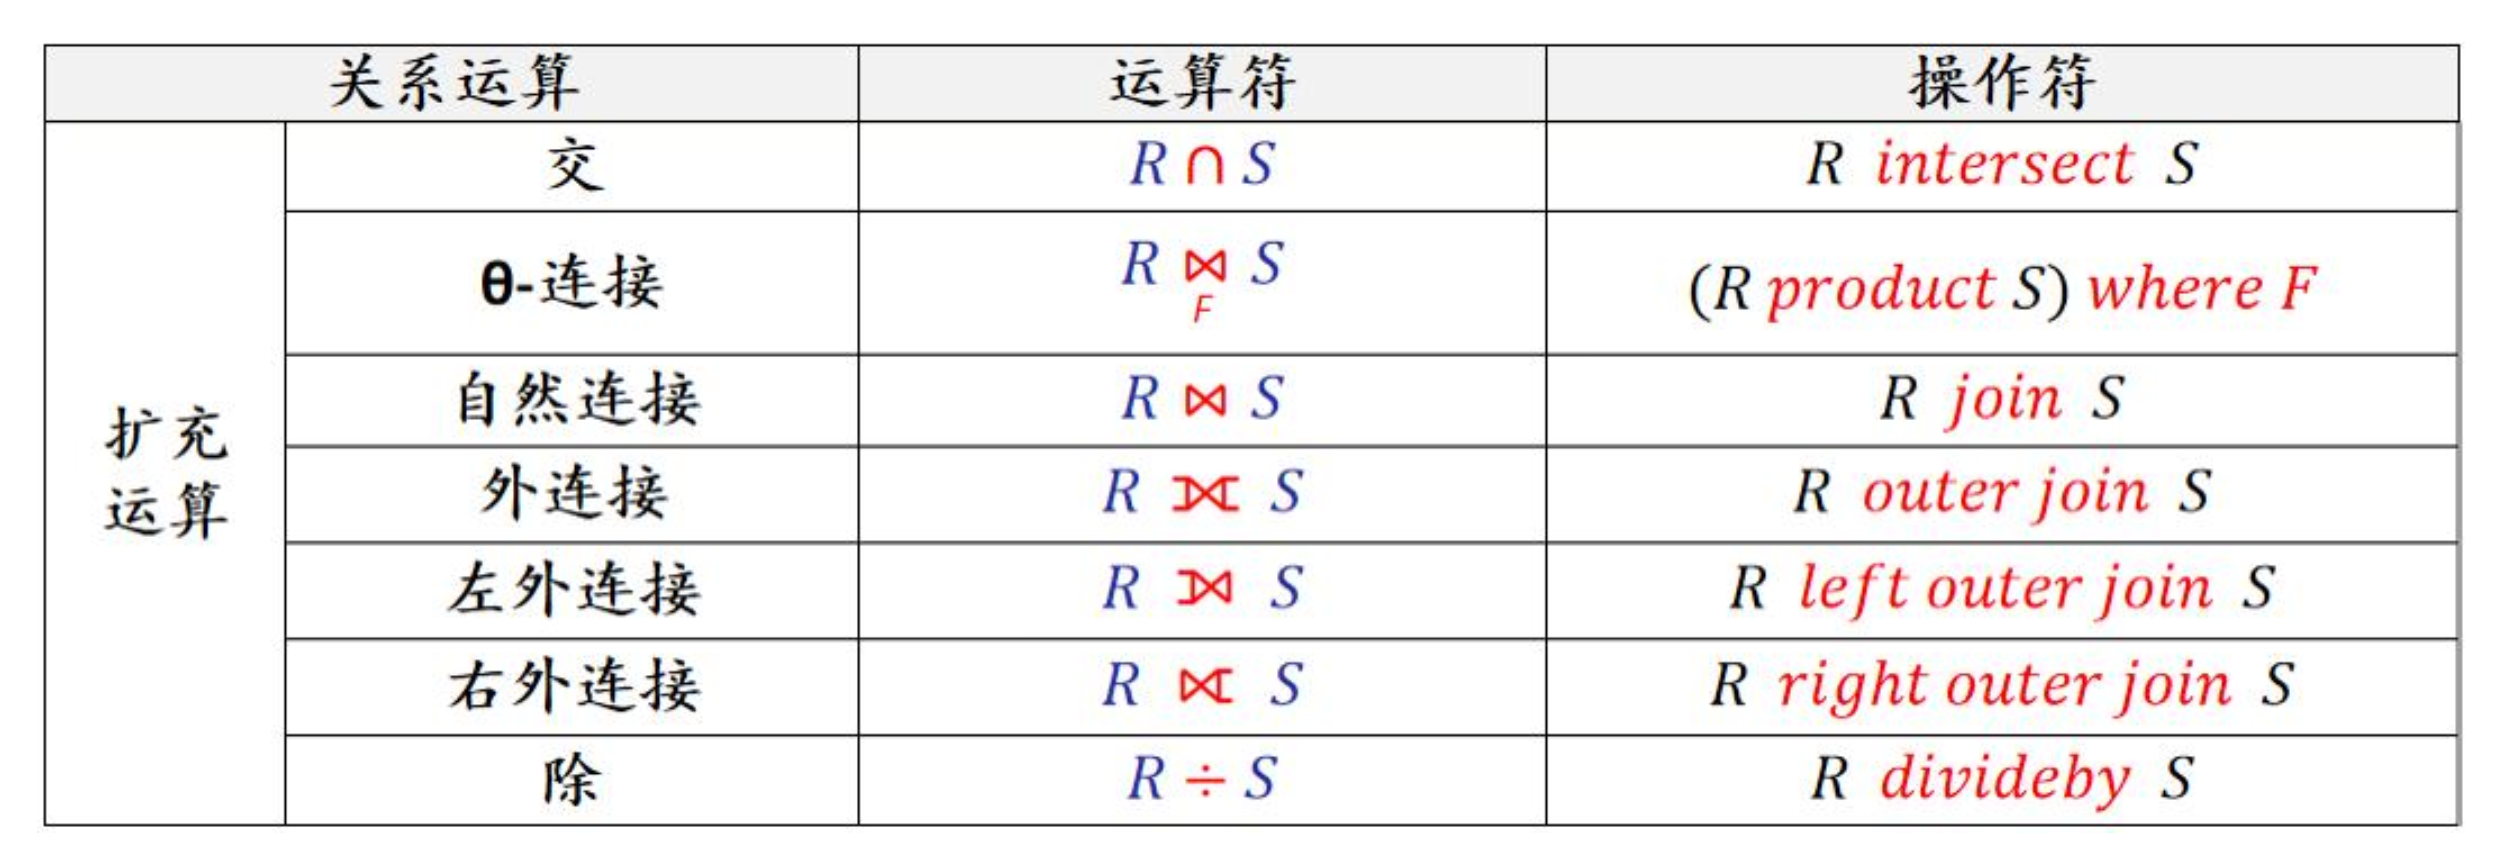 关系运算 运算符 操作符
交 R ∩ S R intersect S
θ-连接 R ⋈ S (R product S) where F
F
自然连接 R ⋈ S R join S
扩充
运算
外连接 R ⟗ S R outer join S
左外连接 R ⟕ S R left outer join S
右外连接 R ⟖ S R right outer join S
除 R ÷ S R divideby S